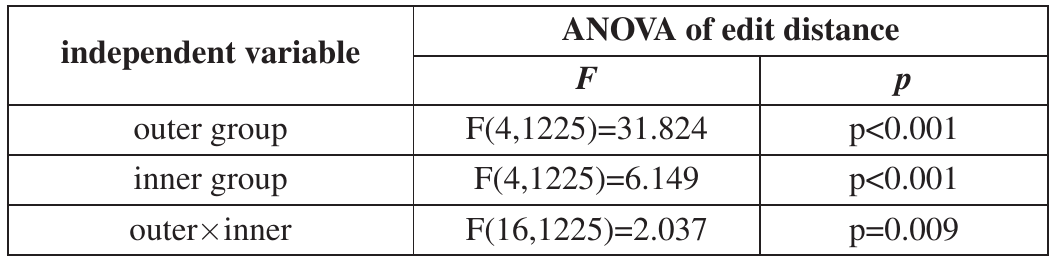 independent variable
ANOVA of edit distance
F
p
outer group
F(4,1225)=31.824
p<0.001
inner group
F(4,1225)=6.149
p<0.001
outer×inner
F(16,1225)=2.037
p=0.009